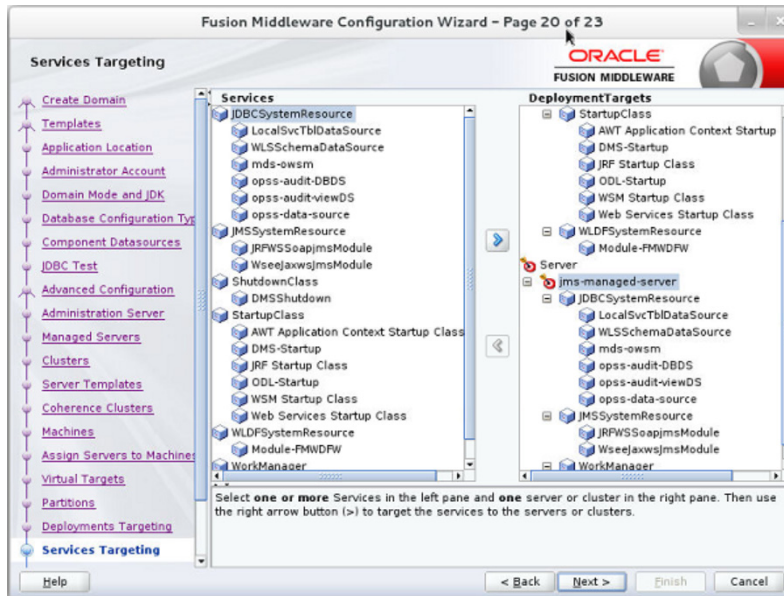 Fusion Middleware Configuration Wizard - Page 20 of 23
Services Targeting
ORACLE
FUSION MIDDLEWARE
Create Domain
Templates
Application Location
Administrator Account
Domain Mode and JDK
Database Configuration Typ
Component Datasources
JDBC Test
Advanced Configuration
Administration Server
Managed Servers
Clusters
Server Templates
Coherence Clusters
Machines
Assign Servers to Machines
Virtual Targets
Partitions
Deployments Targeting
Services Targeting
Services
JDBCSystemResource
LocalSvcTblDataSource
WLSSchemaDataSource
mds-owsm
opss-audit-DBDS
opss-audit-viewDS
opss-data-source
JMSSystemResource
JRFWSSoapjmsModule
WseeJaxwsJmsModule
ShutdownClass
DMSShutdown
StartupClass
AWT Application Context Startup Class
DMS-Startup
JRF Startup Class
ODL-Startup
WSM Startup Class
Web Services Startup Class
WLDFSystemResource
Module-FMWDFW
WorkManager
DeploymentTargets
StartupClass
AWT Application Context Startup
DMS-Startup
JRF Startup Class
ODL-Startup
WSM Startup Class
Web Services Startup Class
WLDFSystemResource
Module-FMWDFW
Server
jms-managed-server
JDBCSystemResource
LocalSvcTblDataSource
WLSSchemaDataSource
mds-owsm
opss-audit-DBDS
opss-audit-viewDS
opss-data-source
JMSSystemResource
JRFWSSoapjmsModule
WseeJaxwsJmsModule
WorkManager
Select one or more Services in the left pane and one server or cluster in the right pane. Then use
the right arrow button (>) to target the services to the servers or clusters.
Help
< Back
Next >
Finish
Cancel